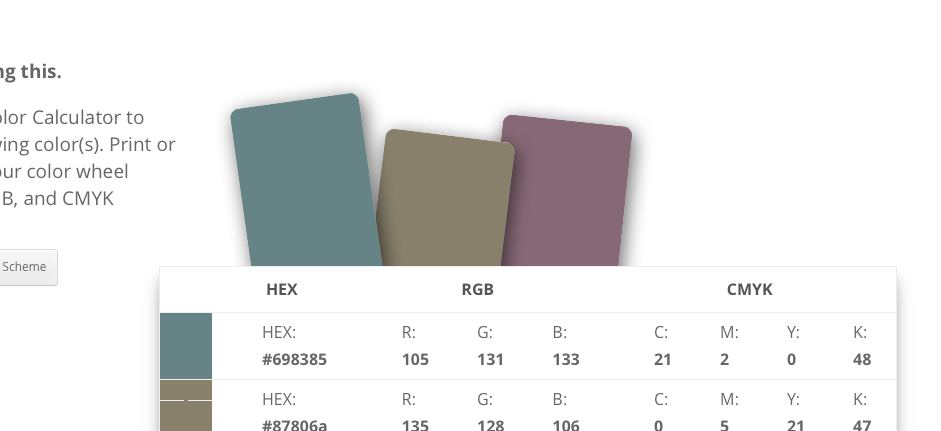 ng this.
olor Calculator to
ing color(s). Print or
our color wheel
B, and CMYK
Scheme
HEX RGB CMYK
HEX: R: G: B: C: M: Y: K:
#698385 105 131 133 21 2 0 48
HEX: R: G: B: C: M: Y: K:
#87806a 135 128 106 0 5 21 47